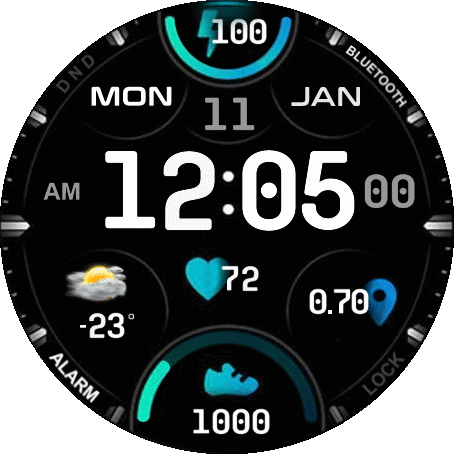 100
DND
BLUETOOTH
MON
JAN
11
AM
12:05
00
72
0.70
-23°
ALARM
LOCK
1000